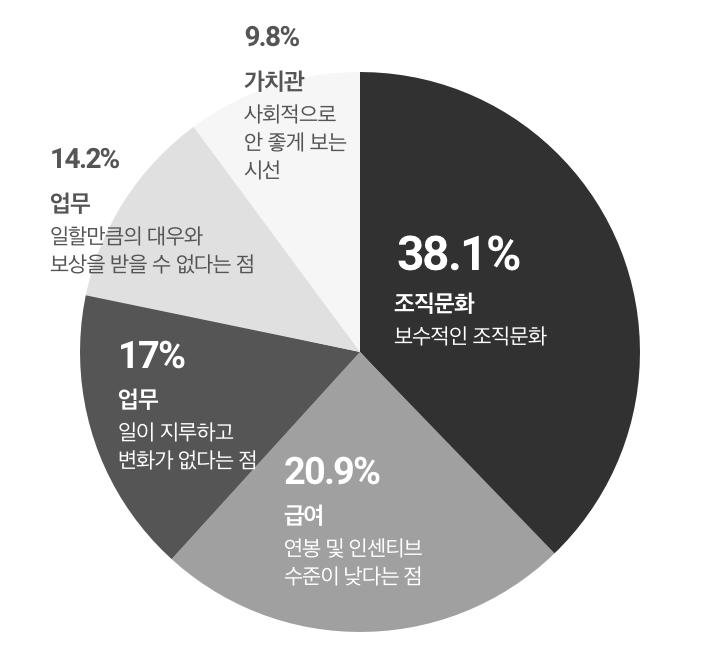 9.8%
가치관
사회적으로
안 좋게 보는
시선
14.2%
업무
일할만큼의 대우와
보상을 받을 수 없다는 점
38.1%
조직문화
보수적인 조직문화
17%
업무
일이 지루하고
변화가 없다는 점
20.9%
급여
연봉 및 인센티브
수준이 낮다는 점